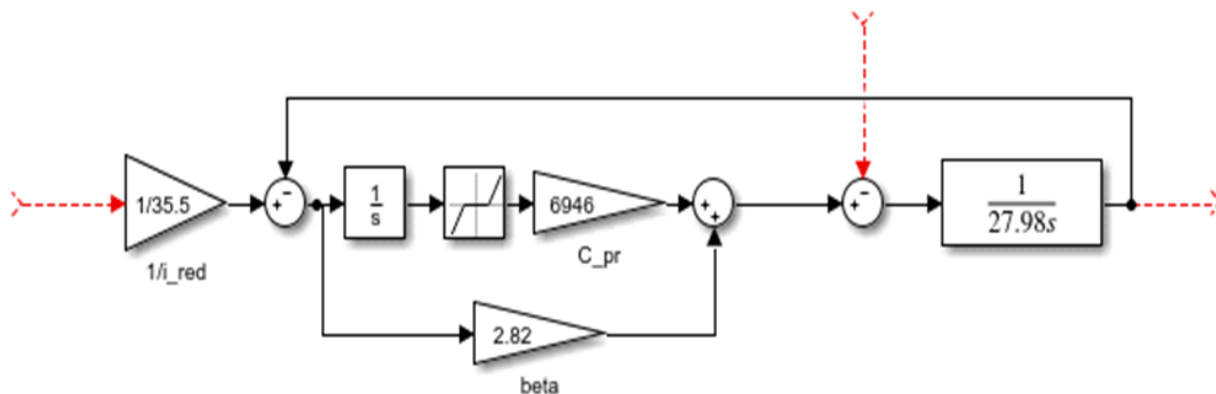 1/35.5
1/i_red
- +
1
s
6946
C_pr
+ +
2.82
beta
- +
1
27.98s